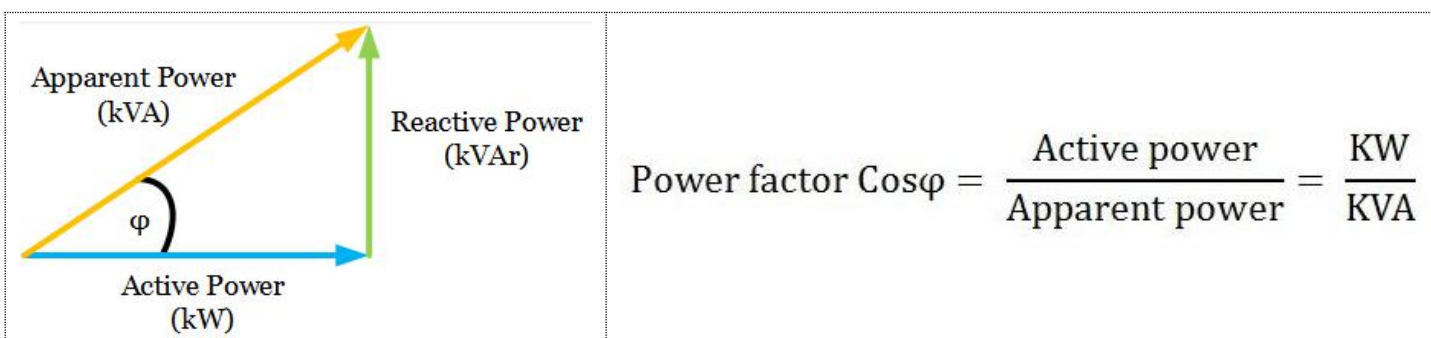 Apparent Power
(kVA)
Reactive Power
(kVAr)
φ
Active Power
(kW)
Power factor Cosφ = Active power / Apparent power = KW / KVA